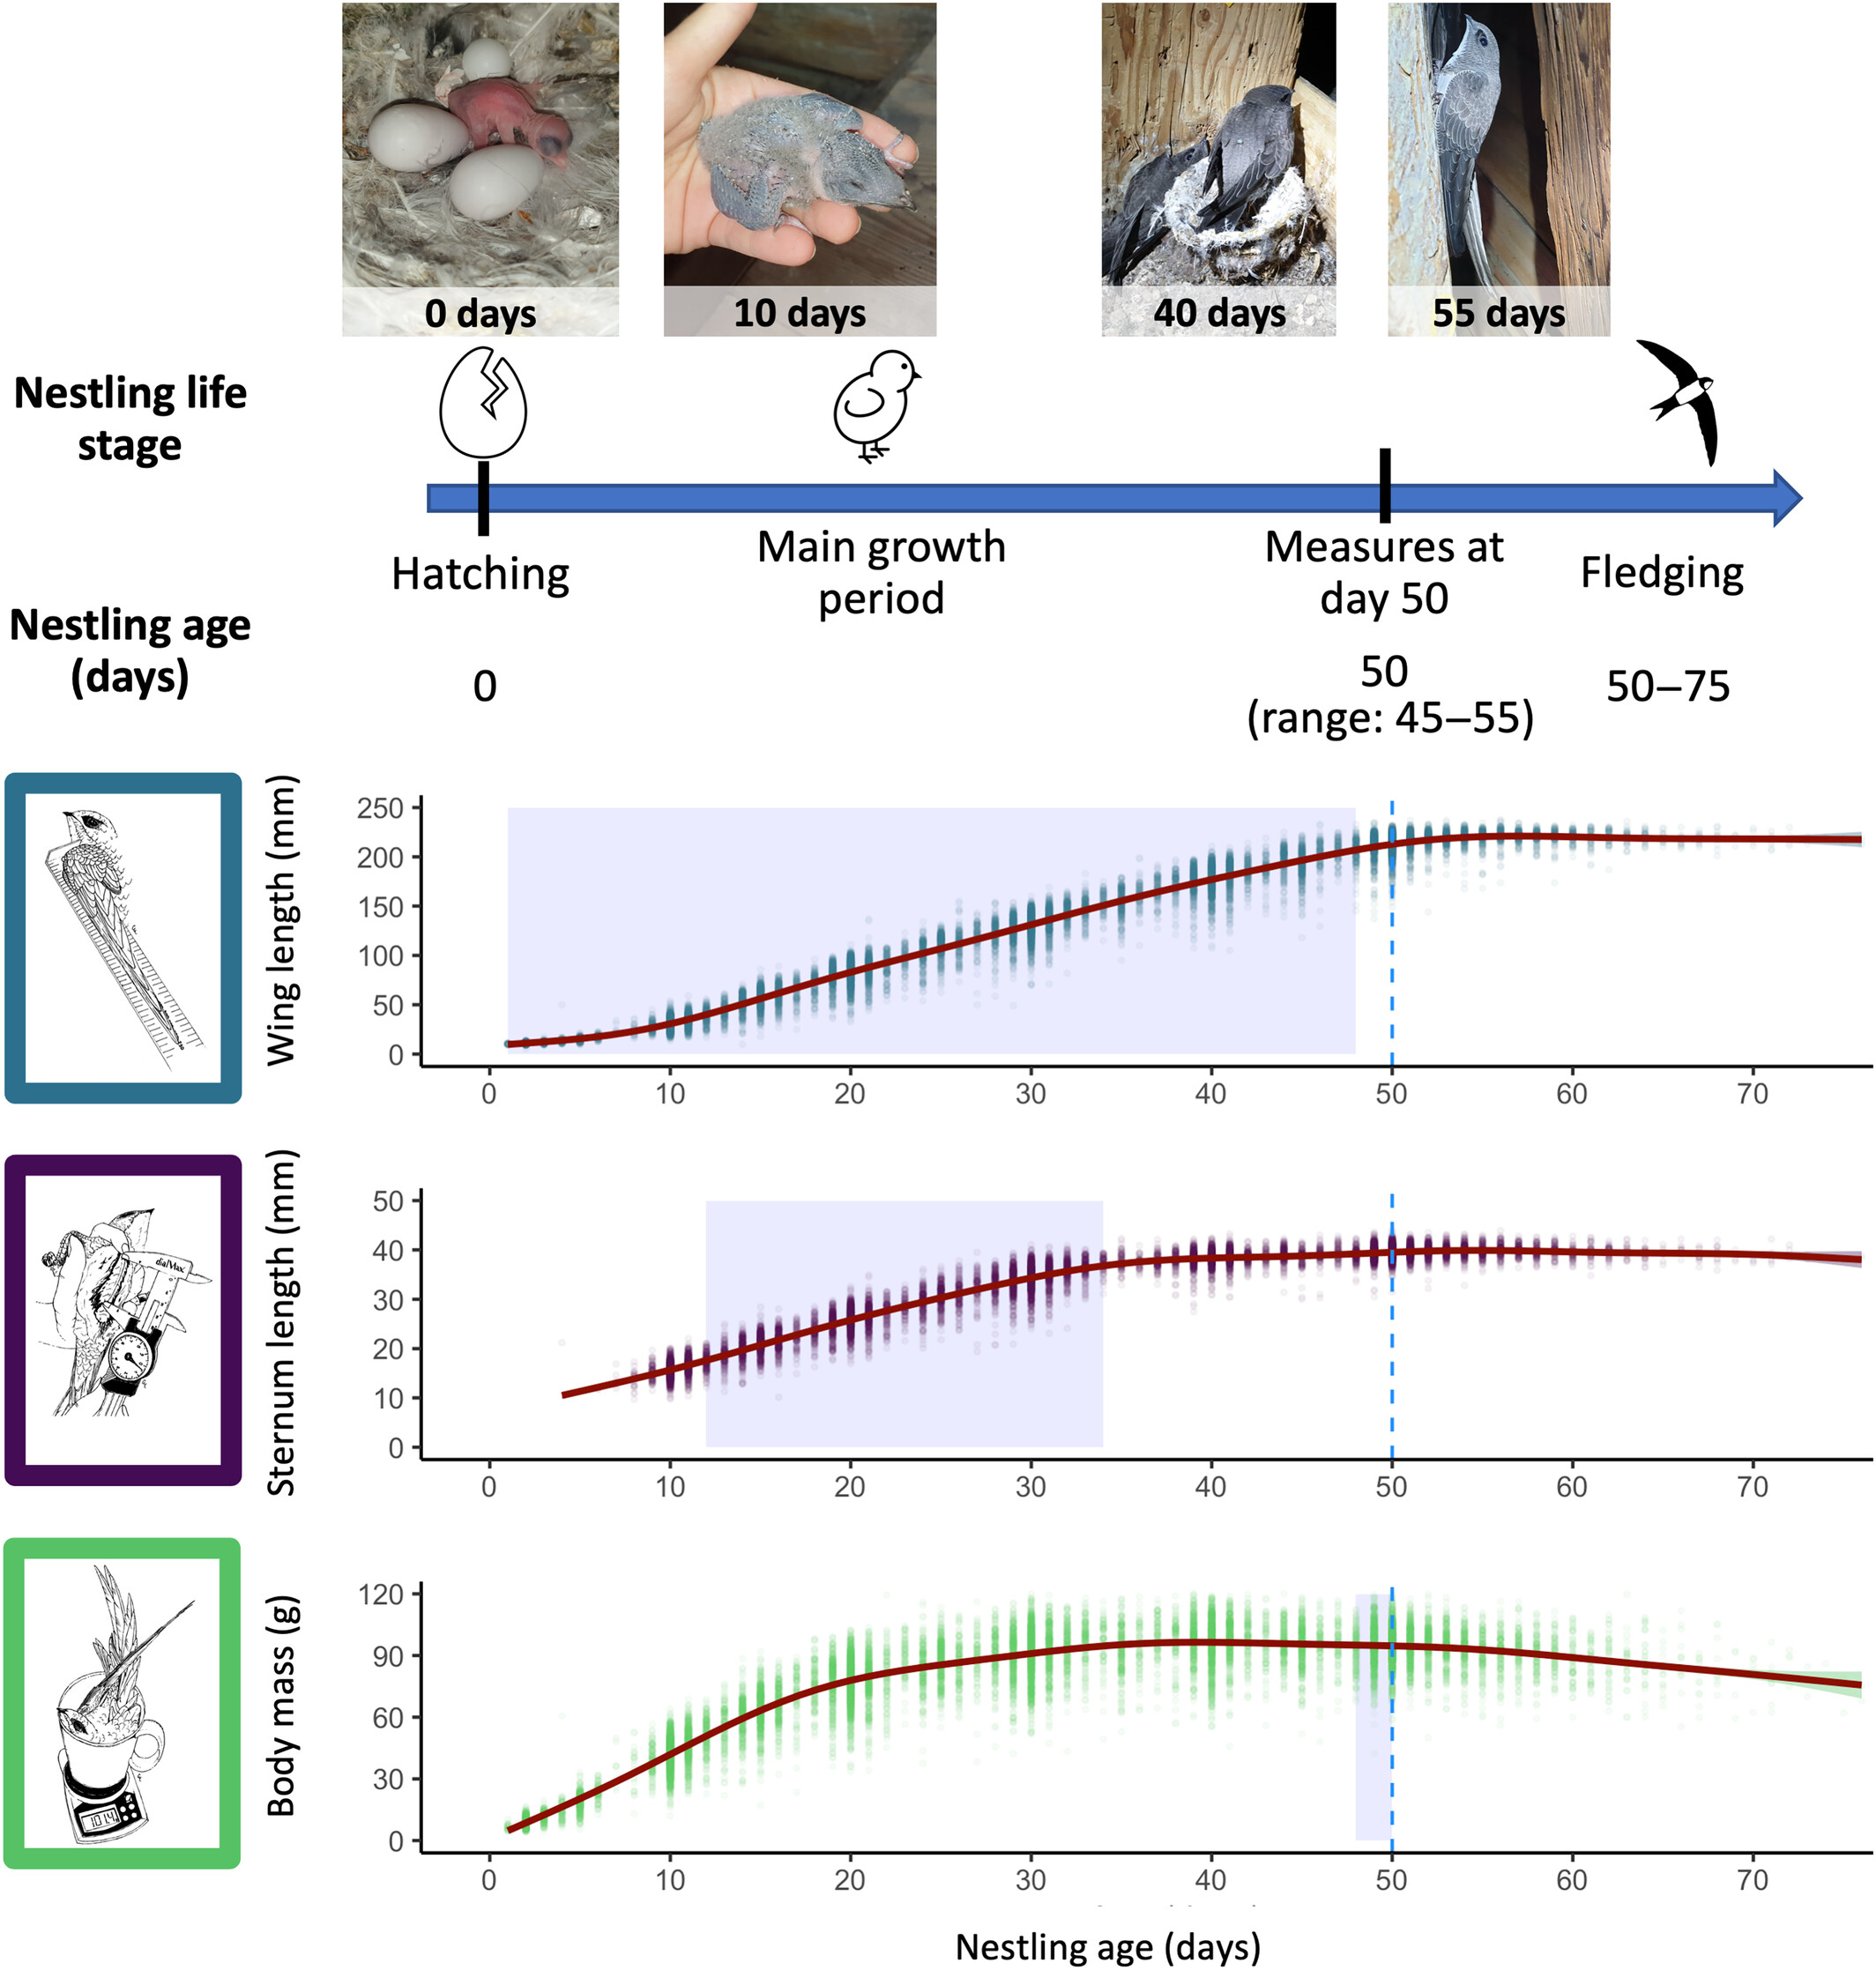 0 days
10 days
40 days
55 days
Nestling life
stage
Hatching
Main growth
period
Measures at
day 50
Fledging
Nestling age
(days)
0
50
(range: 45–55)
50–75
Wing length (mm)
250
200
150
100
50
0
0 10 20 30 40 50 60 70
dialMax
Sternum length (mm)
50
40
30
20
10
0
0 10 20 30 40 50 60 70
Body mass (g)
120
90
60
30
0
0 10 20 30 40 50 60 70
Nestling age (days)